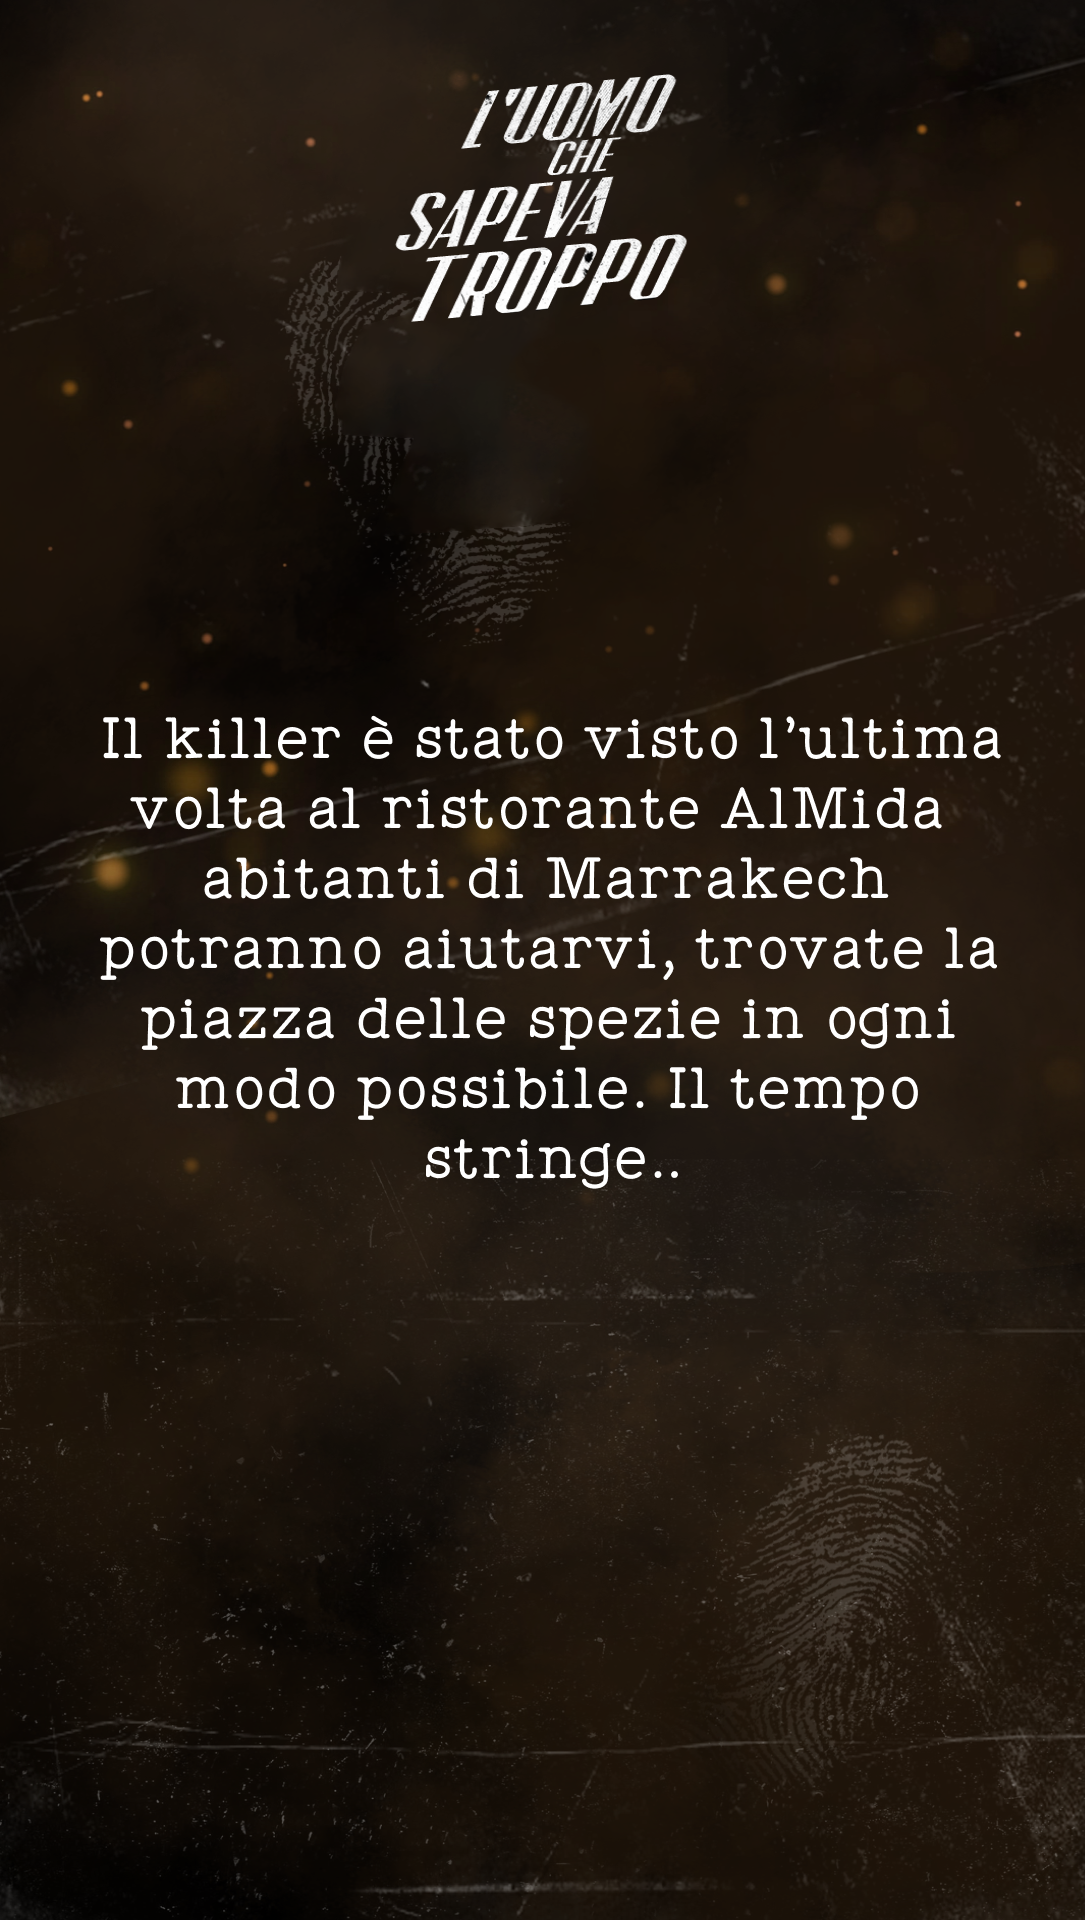 L'UOMO
CHE
SAPEVA
TROPPO
Il killer è stato visto l’ultima
volta al ristorante AlMida
abitanti di Marrakech
potranno aiutarvi, trovate la
piazza delle spezie in ogni
modo possibile. Il tempo
stringe..